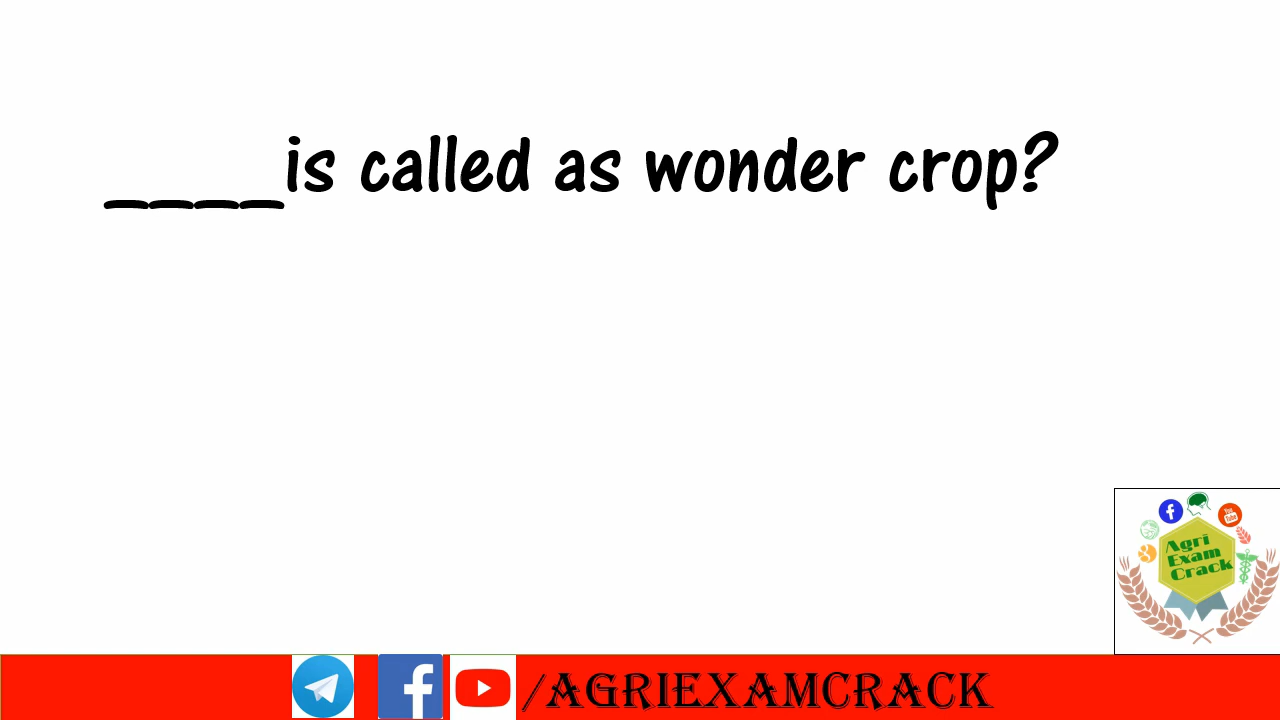 ____is called as wonder crop?
Agri
Exam
Crack
/AGRIEXAMCRACK